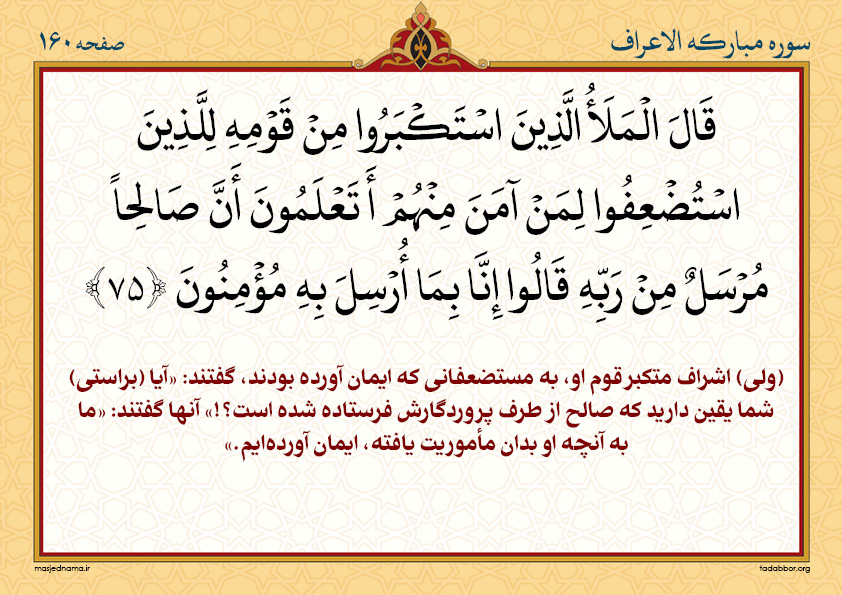 سوره مبارکه الاعراف
صفحه ۱۶۰
قَالَ الْمَلَأُ الَّذِينَ اسْتَكْبَرُوا مِنْ قَوْمِهِ لِلَّذِينَ
اسْتُضْعِفُوا لِمَنْ آمَنَ مِنْهُمْ أَ تَعْلَمُونَ أَنَّ صَالِحاً
مُرْسَلٌ مِنْ رَبِّهِ قَالُوا إِنَّا بِمَا أُرْسِلَ بِهِ مُؤْمِنُونَ ﴿۷۵﴾
(ولی) اشراف متکبر قوم او، به مستضعفانی که ایمان آورده بودند، گفتند: «آیا (براستی)
شما یقین دارید که صالح از طرف پروردگارش فرستاده شده است؟!» آنها گفتند: «ما
به آنچه او بدان مأموریت یافته، ایمان آورده‌ایم.»
masjednama.ir
tadabbor.org